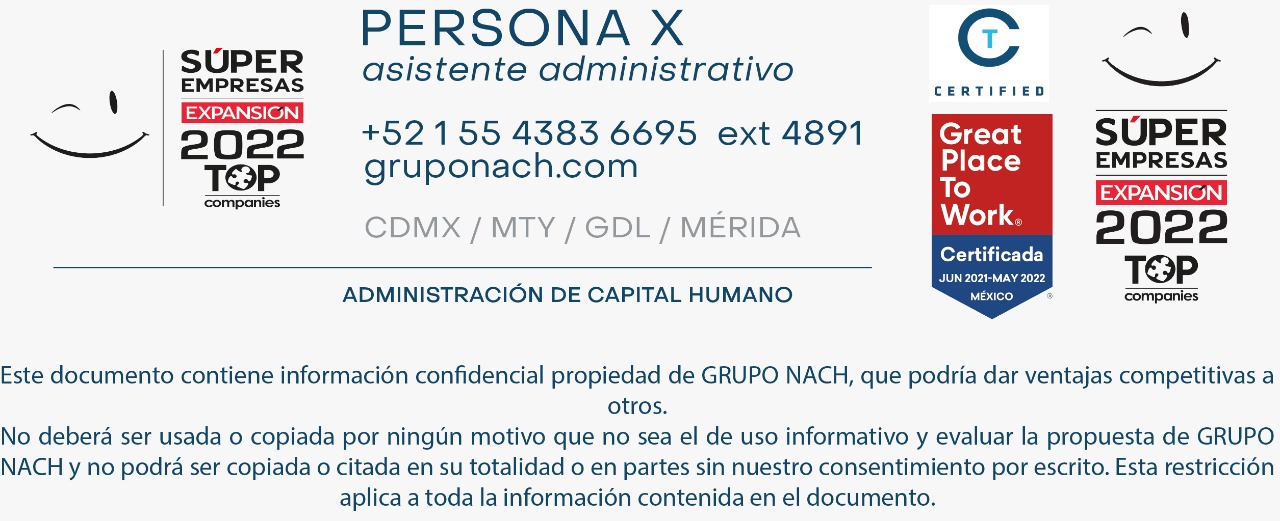 SÚPER
EMPRESAS
EXPANSIÓN
2022
TOP
companies
PERSONA X
asistente administrativo
+52 1 55 4383 6695 ext 4891
gruponach.com
CDMX / MTY / GDL / MÉRIDA
ADMINISTRACIÓN DE CAPITAL HUMANO
CT
CERTIFIED
Great
Place
To
Work®
Certificada
JUN 2021-MAY 2022
MÉXICO
®
SÚPER
EMPRESAS
EXPANSIÓN
2022
TOP
companies
Este documento contiene información confidencial propiedad de GRUPO NACH, que podría dar ventajas competitivas a
otros.
No deberá ser usada o copiada por ningún motivo que no sea el de uso informativo y evaluar la propuesta de GRUPO
NACH y no podrá ser copiada o citada en su totalidad o en partes sin nuestro consentimiento por escrito. Esta restricción
aplica a toda la información contenida en el documento.